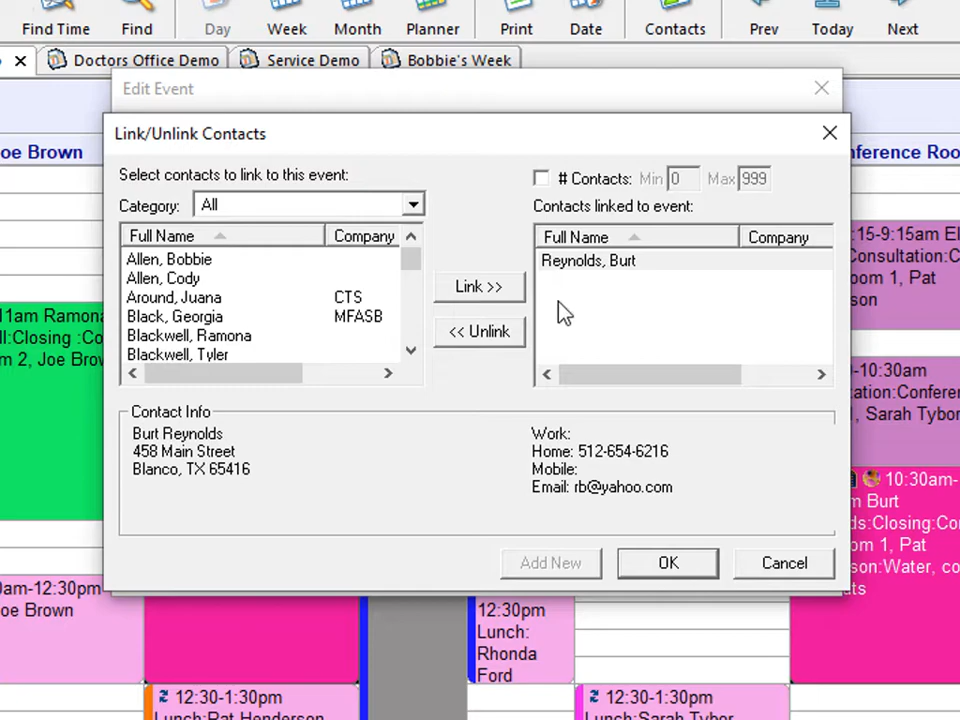 Find Time Find Day Week Month Planner Print Date Contacts Prev Today Next
Doctors Office Demo Service Demo Bobbie's Week
Edit Event
Link/Unlink Contacts
Select contacts to link to this event:
# Contacts: Min 0 Max 999
Category: All
Contacts linked to event:
Full Name Company
Allen, Bobbie
Allen, Cody
Around, Juana CTS
Black, Georgia MFASB
Blackwell, Ramona
Blackwell, Tyler
Link >>
<< Unlink
Full Name Company
Reynolds, Burt
Contact Info
Burt Reynolds
458 Main Street
Blanco, TX 65416
Work:
Home: 512-654-6216
Mobile:
Email: rb@yahoo.com
Add New OK Cancel
oe Brown
11am Ramona
ll:Closing :Co
m 2, Joe Brow
am-12:30pm
oe Brown
12:30-1:30pm
Lunch:Pat Henderson
12:30pm
Lunch:
Rhonda
Ford
12:30-1:30pm
Lunch:Sarah Tybor
nference Roo
:15-9:15am El
Consultation:
oom 1, Pat
son
-10:30am
ation:Confer
1, Sarah Tybor
10:30am-
m Burt
ds:Closing:Co
om 1, Pat
son:Water, co
ats